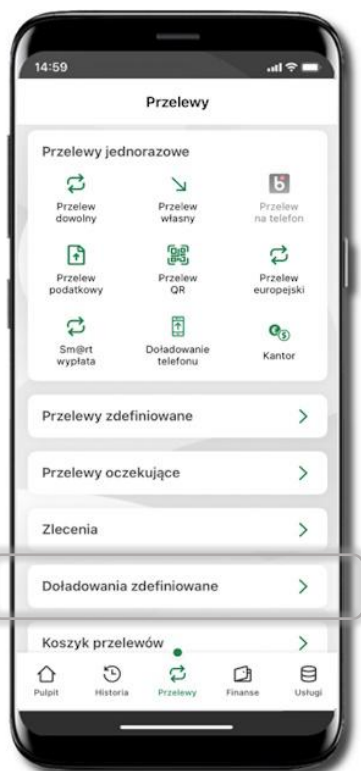 14:59
Przelewy
Przelewy jednorazowe
Przelew
dowolny
Przelew
własny
Przelew
na telefon
Przelew
podatkowy
Przelew
QR
Przelew
europejski
Sm@rt
wypłata
Doładowanie
telefonu
Kantor
Przelewy zdefiniowane
Przelewy oczekujące
Zlecenia
Doładowania zdefiniowane
Koszyk przelewów
Pulpit
Historia
Przelewy
Finanse
Usługi